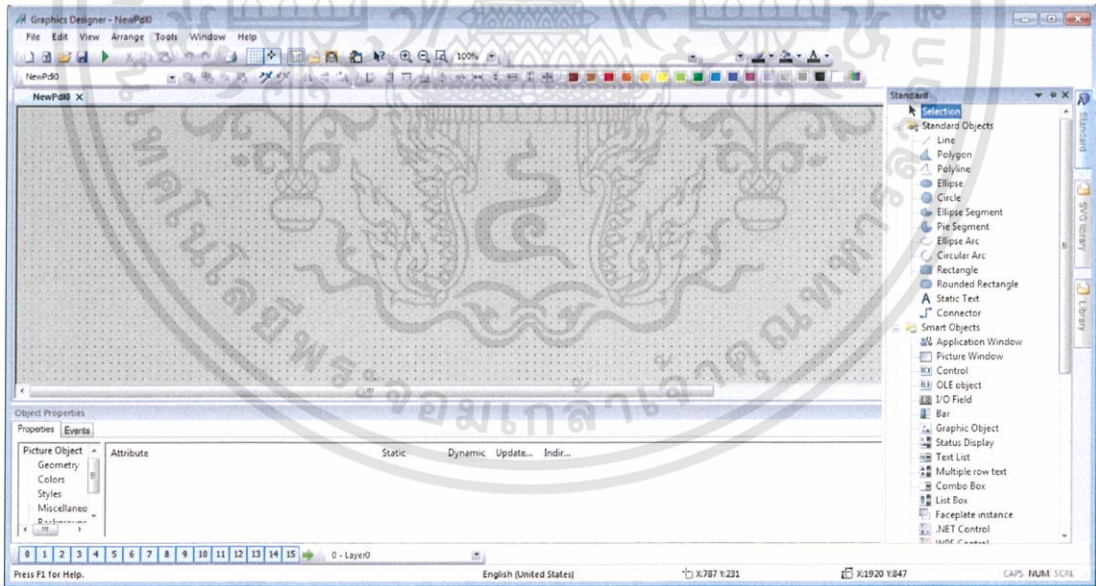 Graphics Designer - NewPdl0
File Edit View Arrange Tools Window Help
100%
NewPdl0
NewPdl0 X
Standard
Selection
Standard Objects
Line
Polygon
Polyline
Ellipse
Circle
Ellipse Segment
Pie Segment
Ellipse Arc
Circular Arc
Rectangle
Rounded Rectangle
A Static Text
Connector
Smart Objects
Application Window
Picture Window
Control
OLE object
I/O Field
Bar
Graphic Object
Status Display
Text List
Multiple row text
Combo Box
List Box
Faceplate instance
.NET Control
WPF Control
Standard
SVG library
Library
Object Properties
Properties Events
Picture Object
Geometry
Colors
Styles
Miscellaneo
Attribute Static Dynamic Update... Indir...
0 1 2 3 4 5 6 7 8 9 10 11 12 13 14 15 0 - Layer0
Press F1 for Help. English (United States) X:787 Y:231 X:1920 Y:847 CAPS NUM SCRL